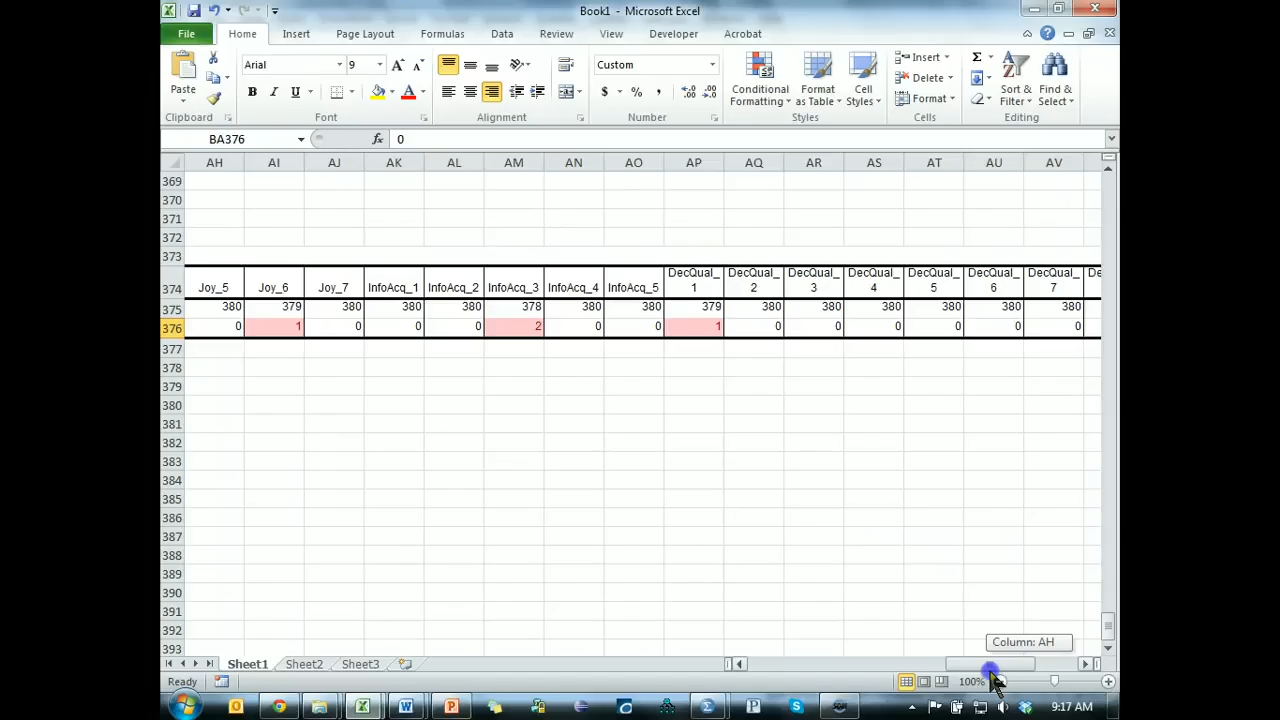 Book1 - Microsoft Excel
File Home Insert Page Layout Formulas Data Review View Developer Acrobat
Arial 9 Custom
Insert
Paste Delete
Format
Conditional Formatting Format as Table Cell Styles Sort & Filter Find & Select
Clipboard Font Alignment Number Styles Cells Editing
BA376 fx 0
AH AI AJ AK AL AM AN AO AP AQ AR AS AT AU AV
369
370
371
372
373
374 Joy_5 Joy_6 Joy_7 InfoAcq_1 InfoAcq_2 InfoAcq_3 InfoAcq_4 InfoAcq_5 DecQual_1 DecQual_2 DecQual_3 DecQual_4 DecQual_5 DecQual_6 DecQual_7 De
375 380 379 380 380 380 378 380 380 379 380 380 380 380 380 380
376 0 1 0 0 0 2 0 0 1 0 0 0 0 0 0
377
378
379
380
381
382
383
384
385
386
387
388
389
390
391
392
393
Column: AH
Sheet1 Sheet2 Sheet3
Ready 100%
9:17 AM